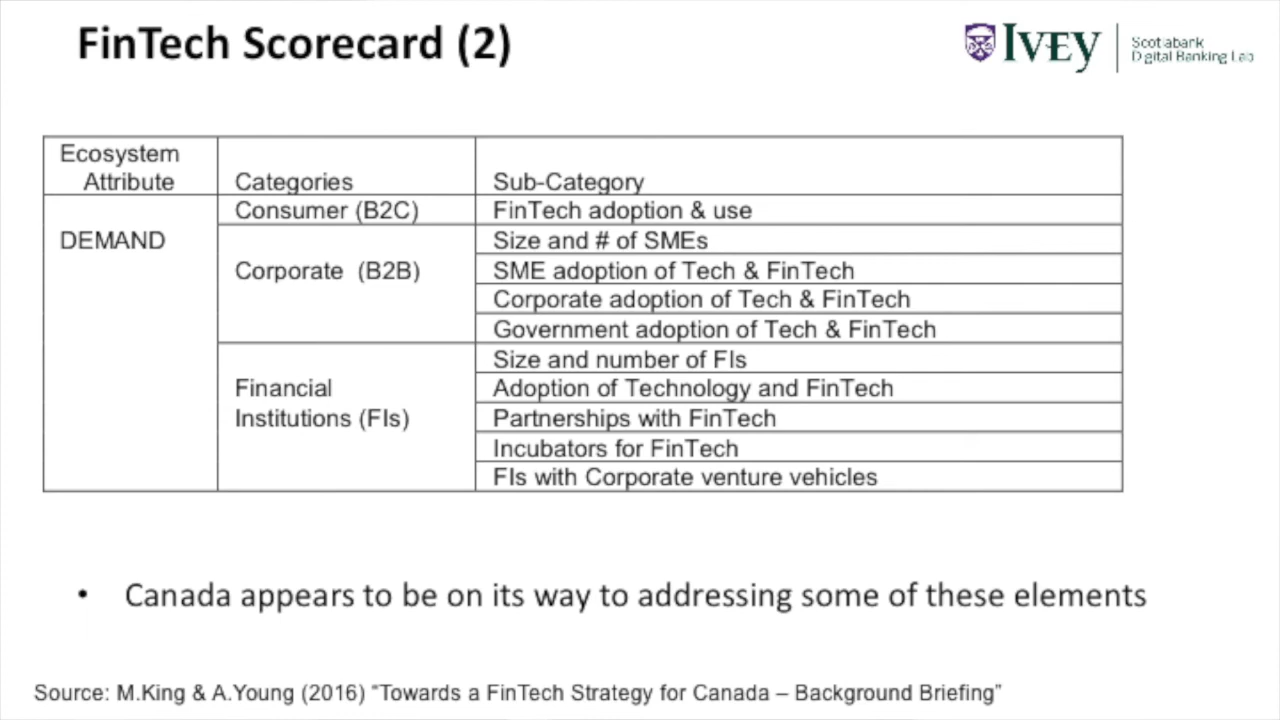 FinTech Scorecard (2)
IVEY
Scotiabank
Digital Banking Lab
Ecosystem
Attribute
Categories
Sub-Category
DEMAND
Consumer (B2C)
FinTech adoption & use
Corporate (B2B)
Size and # of SMEs
SME adoption of Tech & FinTech
Corporate adoption of Tech & FinTech
Government adoption of Tech & FinTech
Financial
Institutions (FIs)
Size and number of FIs
Adoption of Technology and FinTech
Partnerships with FinTech
Incubators for FinTech
FIs with Corporate venture vehicles
• Canada appears to be on its way to addressing some of these elements
Source: M.King & A.Young (2016) “Towards a FinTech Strategy for Canada – Background Briefing”